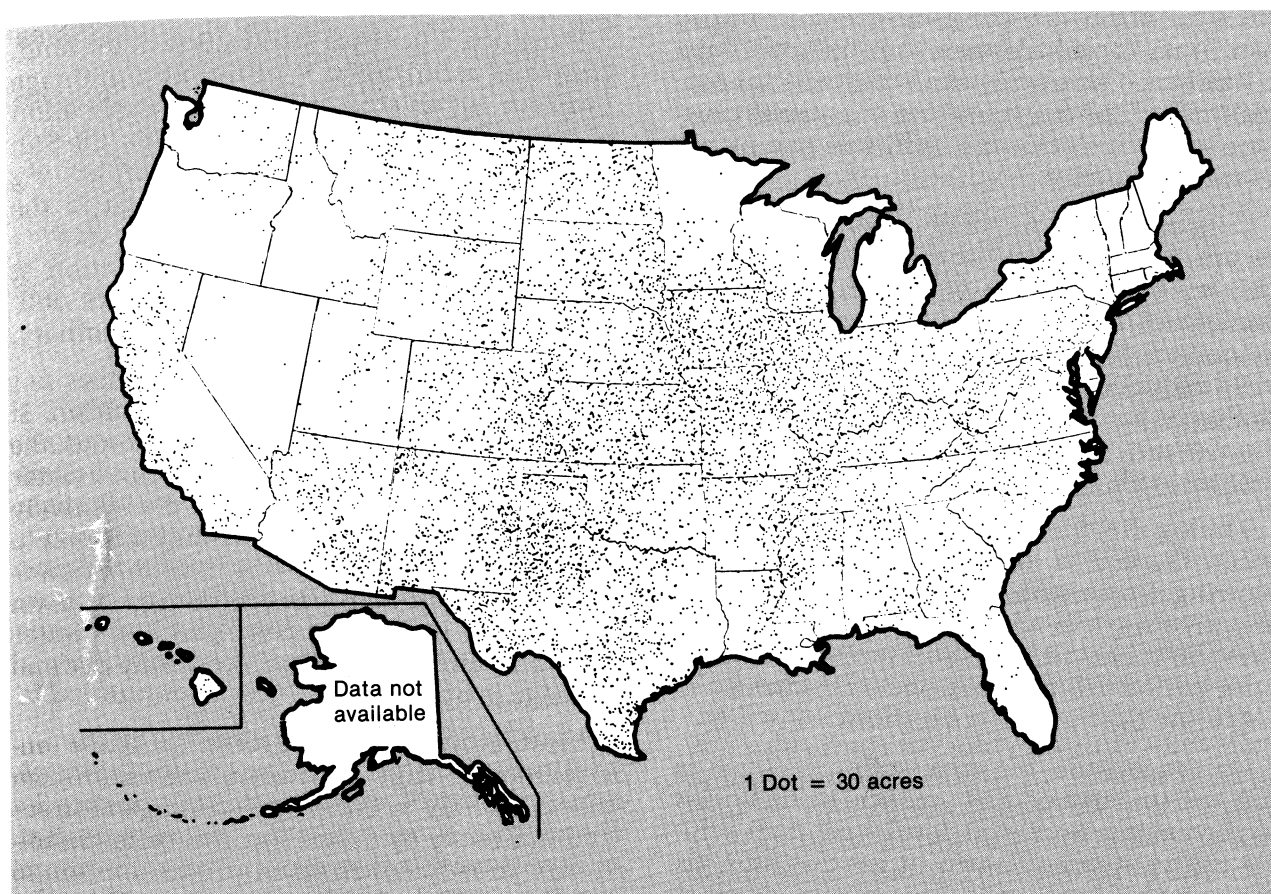 Data not
available
1 Dot = 30 acres